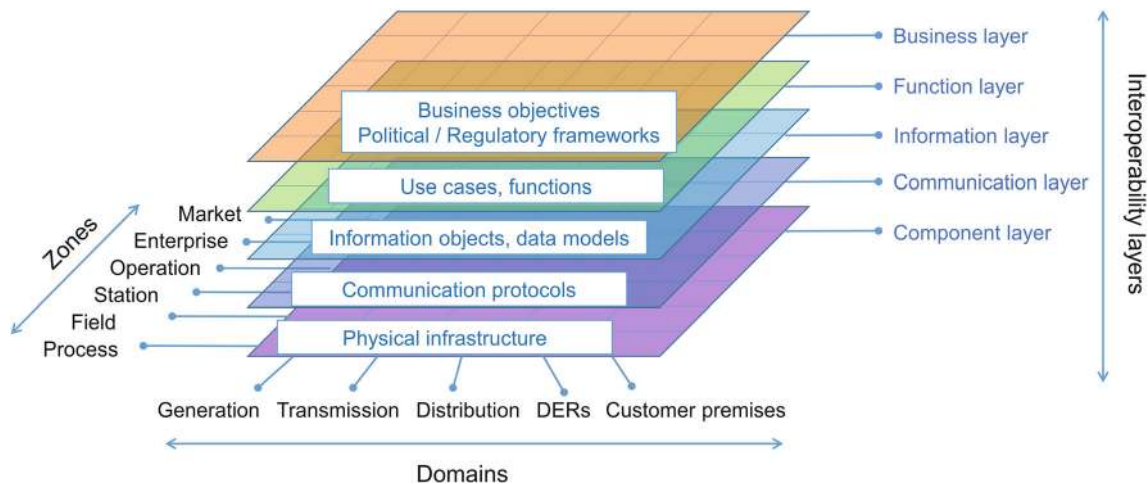 Business layer
Function layer
Information layer
Communication layer
Component layer
Interoperability layers
Business objectives
Political / Regulatory frameworks
Use cases, functions
Information objects, data models
Communication protocols
Physical infrastructure
Zones
Market
Enterprise
Operation
Station
Field
Process
Generation
Transmission
Distribution
DERs
Customer premises
Domains